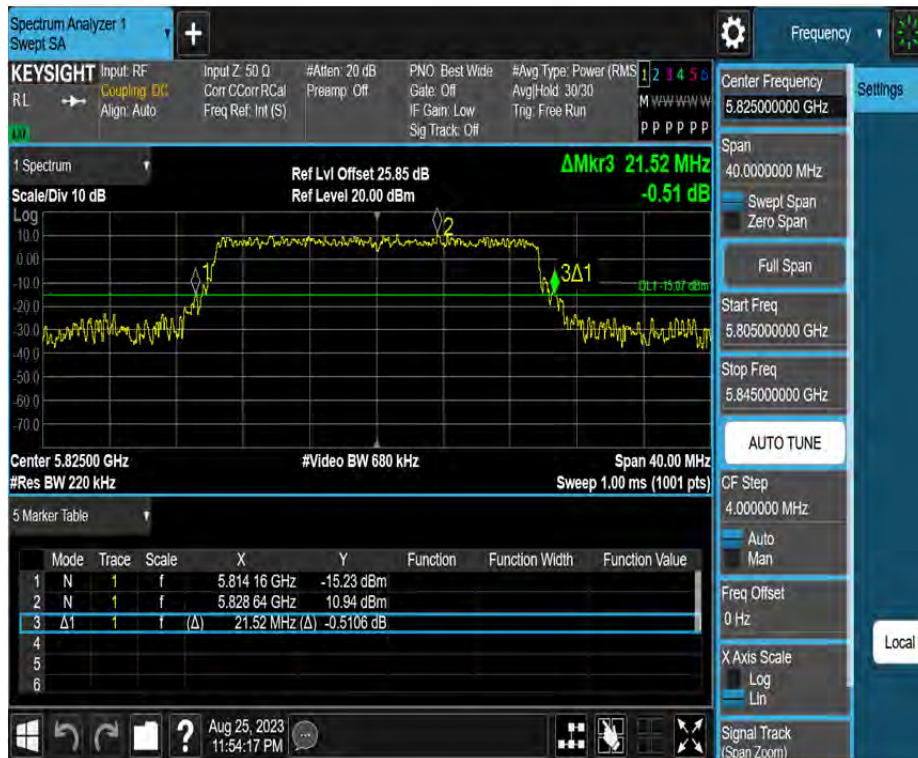 Spectrum Analyzer 1
Swept SA
Frequency
KEYSIGHT
RL
Input: RF
Coupling: DC
Align: Auto
Input Z: 50 Ω
Corr CCorr RCal
Freq Ref: Int (S)
#Atten: 20 dB
Preamp: Off
PNO: Best Wide
Gate: Off
IF Gain: Low
Sig Track: Off
#Avg Type: Power (RMS
Avg|Hold: 30/30
Trig: Free Run
1 2 3 4 5 6
M W W W W W
P P P P P P
1 Spectrum
Scale/Div 10 dB
Ref Lvl Offset 25.85 dB
Ref Level 20.00 dBm
ΔMkr3 21.52 MHz
-0.51 dB
Log
10.0
0.00
-10.0
-20.0
-30.0
-40.0
-50.0
-60.0
-70.0
1
2
3Δ1
DL1 -15.07 dBm
Center 5.82500 GHz
#Video BW 680 kHz
Span 40.00 MHz
#Res BW 220 kHz
Sweep 1.00 ms (1001 pts)
5 Marker Table
Mode Trace Scale X Y Function Function Width Function Value
1 N 1 f 5.814 16 GHz -15.23 dBm
2 N 1 f 5.828 64 GHz 10.94 dBm
3 Δ1 1 f (Δ) 21.52 MHz (Δ) -0.5106 dB
4
5
6
Aug 25, 2023
11:54:17 PM
Center Frequency
5.825000000 GHz
Settings
Span
40.0000000 MHz
Swept Span
Zero Span
Full Span
Start Freq
5.805000000 GHz
Stop Freq
5.845000000 GHz
AUTO TUNE
CF Step
4.000000 MHz
Auto
Man
Freq Offset
0 Hz
Local
X Axis Scale
Log
Lin
Signal Track
(Span Zoom)